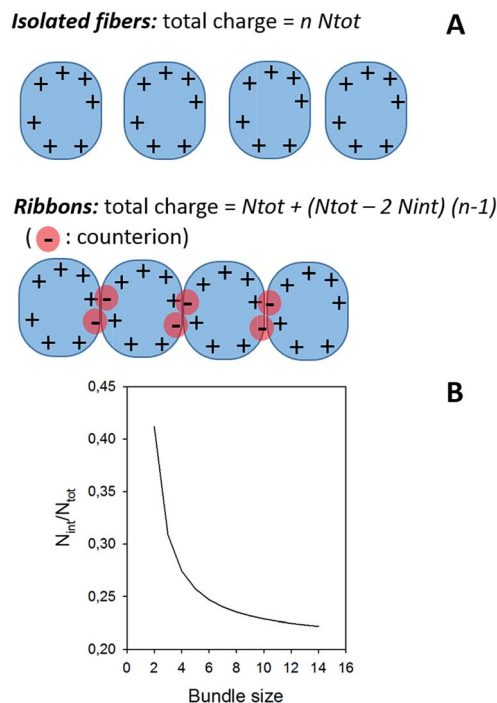 Isolated fibers: total charge = n Ntot
A
+ + + + + + + +
+ + + + + + + +
+ + + + + + + +
+ + + + + + + +
Ribbons: total charge = Ntot + (Ntot – 2 Nint) (n-1)
( - : counterion)
+ + + + + + + +
- -
+ + + + + + + +
- -
+ + + + + + + +
- -
+ + + + + + + +
B
0,45
0,40
0,35
0,30
0,25
0,20
Nint/Ntot
0 2 4 6 8 10 12 14 16
Bundle size